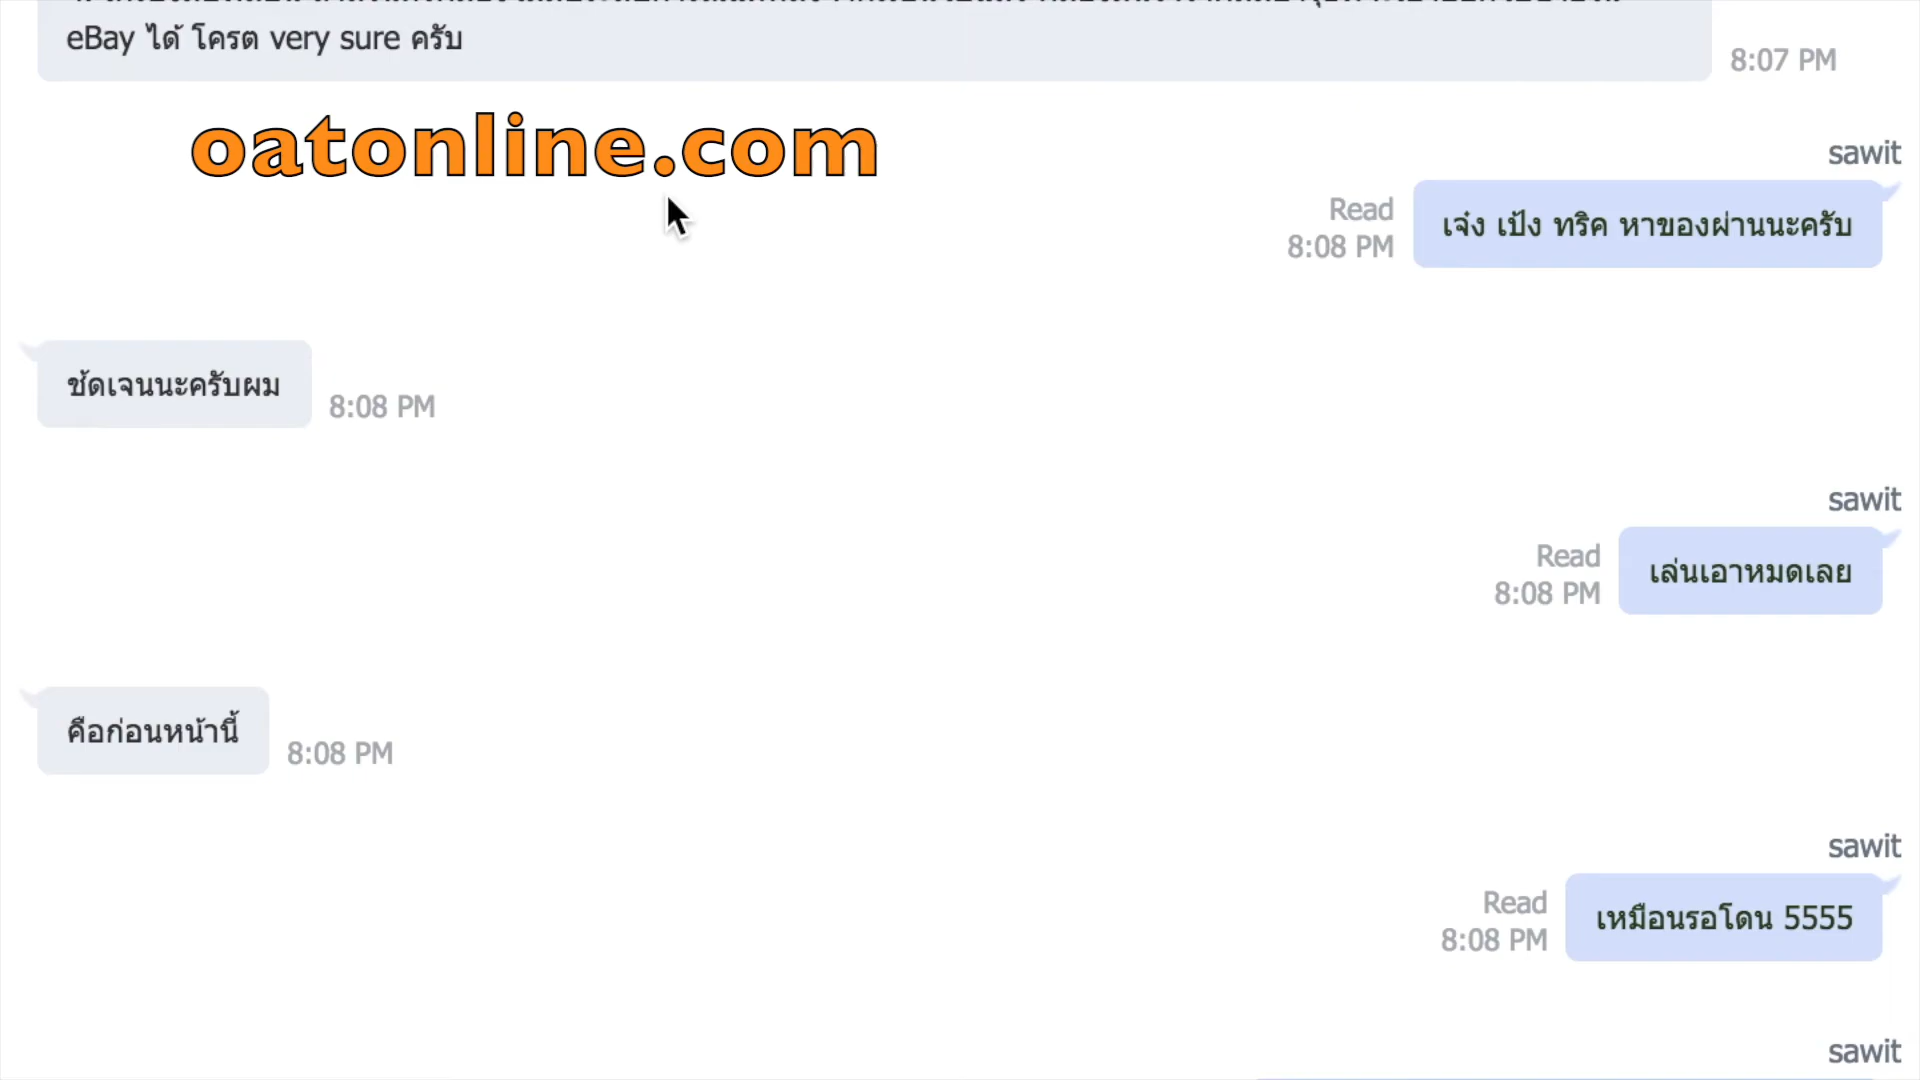 eBay ได้ โครต very sure ครับ
8:07 PM
oatonline.com
sawit
Read
8:08 PM
เจ๋ง เป้ง ทริค หาของผ่านนะครับ
ชัดเจนนะครับผม
8:08 PM
sawit
Read
8:08 PM
เล่นเอาหมดเลย
คือก่อนหน้านี้
8:08 PM
sawit
Read
8:08 PM
เหมือนรอโดน 5555
sawit